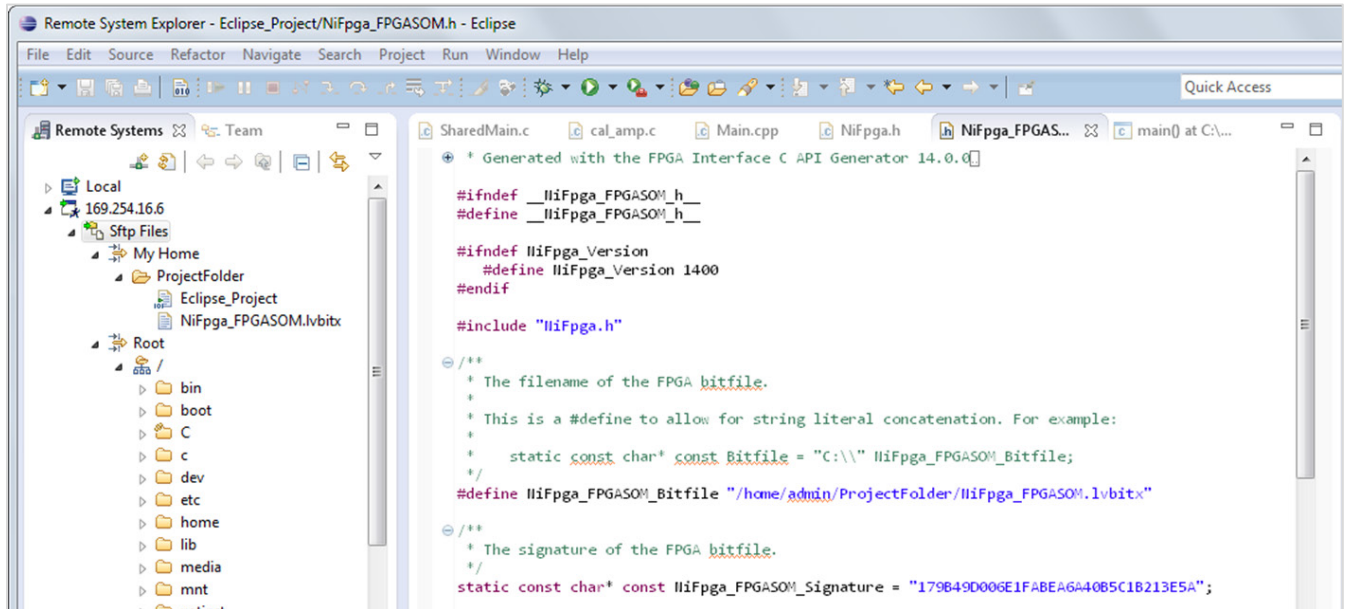 Remote System Explorer - Eclipse_Project/NiFpga_FPGASOM.h - Eclipse
File Edit Source Refactor Navigate Search Project Run Window Help
Quick Access
Remote Systems Team
SharedMain.c cal_amp.c Main.cpp NiFpga.h NiFpga_FPGAS... main() at C:\...
Local
169.254.16.6
Sftp Files
My Home
ProjectFolder
Eclipse_Project
NiFpga_FPGASOM.lvbitx
Root
/
bin
boot
C
c
dev
etc
home
lib
media
mnt
* Generated with the FPGA Interface C API Generator 14.0.0
#ifndef __NiFpga_FPGASOM_h__
#define __NiFpga_FPGASOM_h__
#ifndef NiFpga_Version
#define NiFpga_Version 1400
#endif
#include "NiFpga.h"
/**
* The filename of the FPGA bitfile.
*
* This is a #define to allow for string literal concatenation. For example:
*
* static const char* const Bitfile = "C:\\" NiFpga_FPGASOM_Bitfile;
*/
#define NiFpga_FPGASOM_Bitfile "/home/admin/ProjectFolder/NiFpga_FPGASOM.lvbitx"
/**
* The signature of the FPGA bitfile.
*/
static const char* const NiFpga_FPGASOM_Signature = "179B49D006E1FABEA6A40B5C1B213E5A";